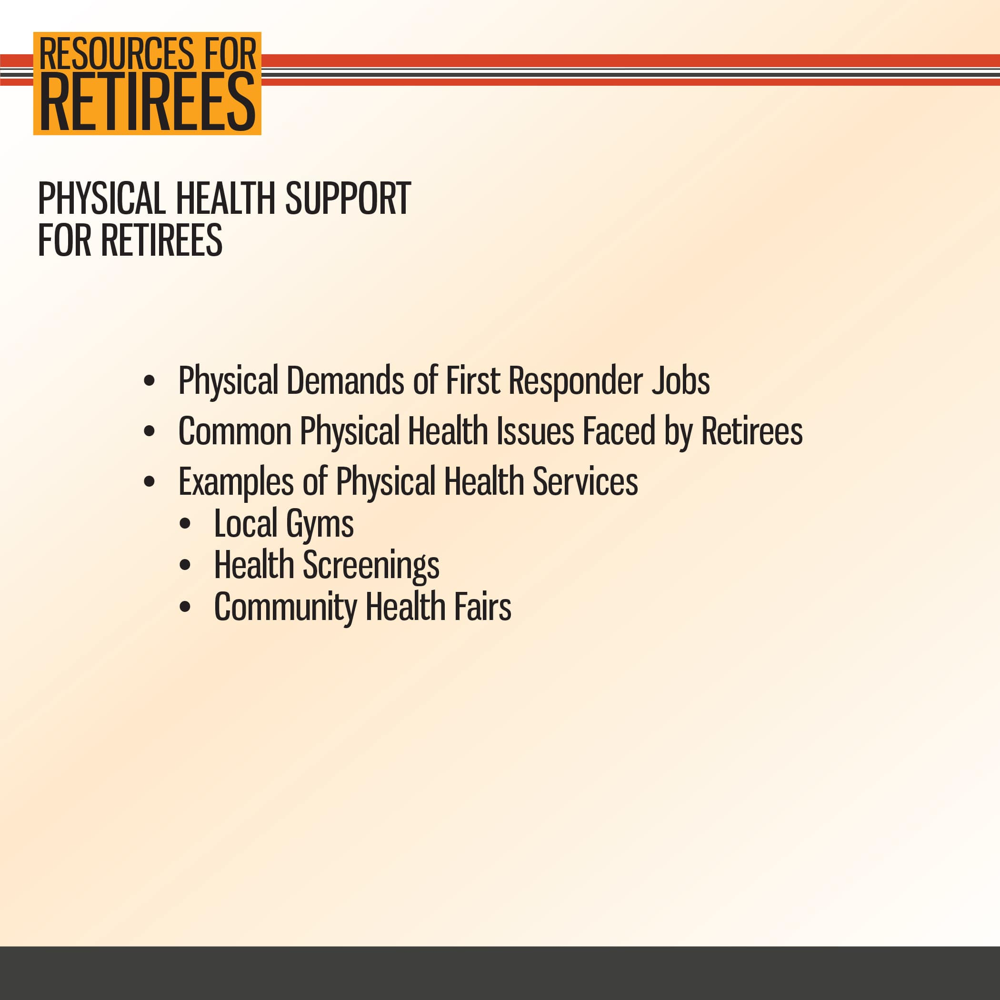 RESOURCES FOR
RETIREES
PHYSICAL HEALTH SUPPORT
FOR RETIREES
• Physical Demands of First Responder Jobs
• Common Physical Health Issues Faced by Retirees
• Examples of Physical Health Services
• Local Gyms
• Health Screenings
• Community Health Fairs